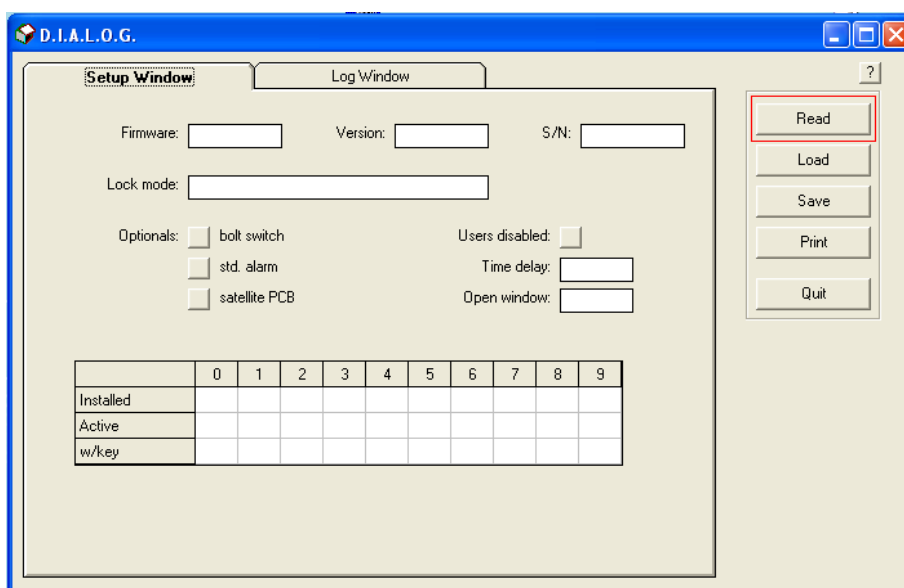 D.I.A.L.O.G.
Setup Window Log Window ?
Firmware: Version: S/N:
Lock mode:
Optionals: bolt switch Users disabled:
std. alarm Time delay:
satellite PCB Open window:
0 1 2 3 4 5 6 7 8 9
Installed
Active
w/key
Read
Load
Save
Print
Quit